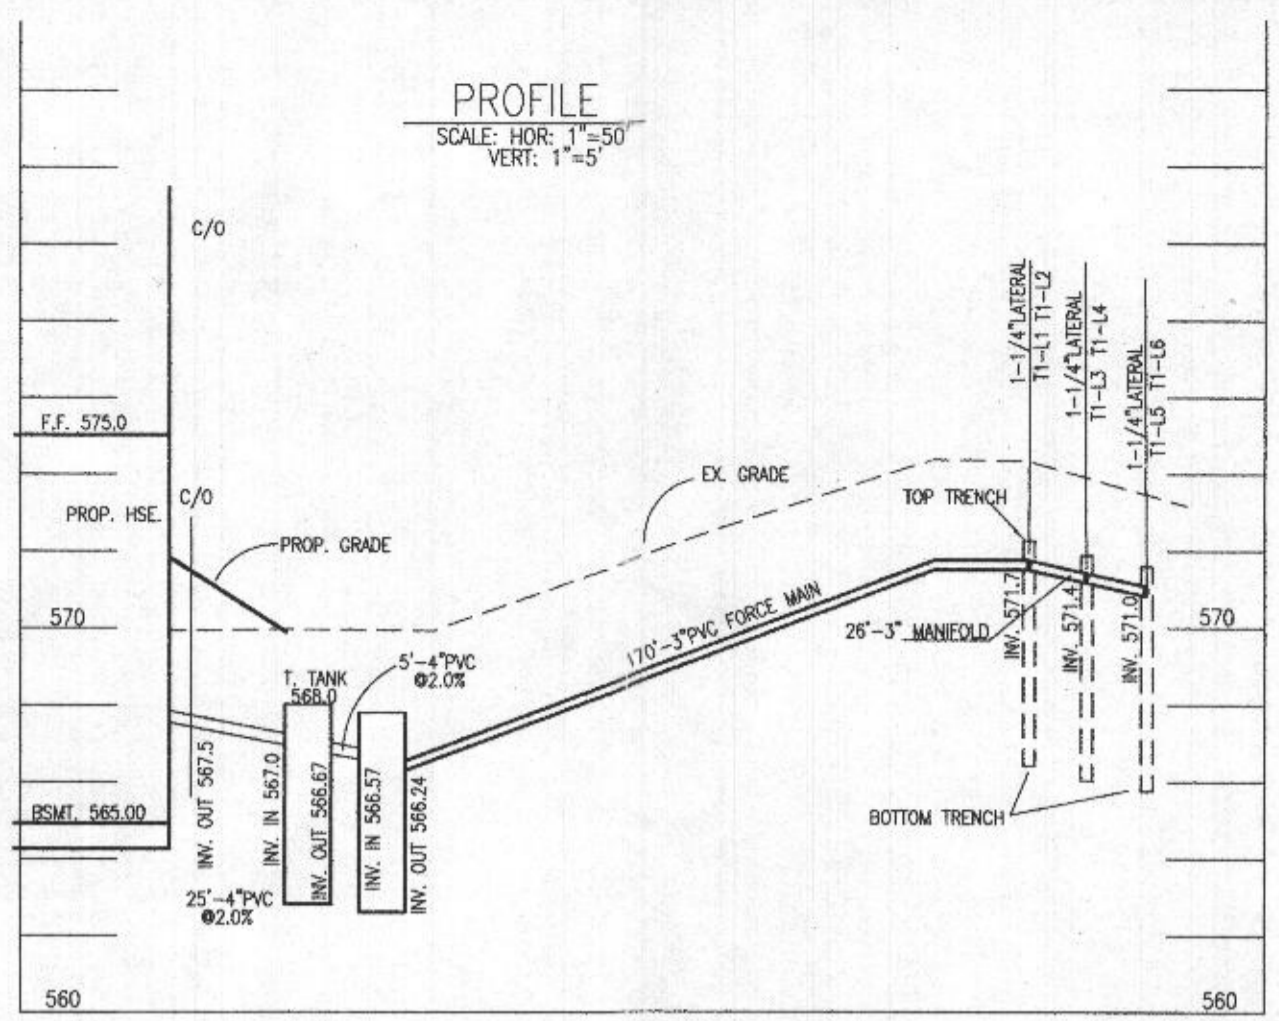 PROFILE
SCALE: HOR: 1"=50'
VERT: 1"=5'
C/O
F.F. 575.0
PROP. HSE.
C/O
PROP. GRADE
EX. GRADE
570
T. TANK
568.0
5'-4"PVC
@2.0%
170'-3"PVC FORCE MAIN
BSMT. 565.00
INV. OUT 567.5
INV. IN 567.0
INV. OUT 566.67
INV. IN 566.57
INV. OUT 566.24
25'-4"PVC
@2.0%
1-1/4"LATERAL
T1-L1 T1-L2
1-1/4"LATERAL
T1-L3 T1-L4
1-1/4"LATERAL
T1-L5 T1-L6
TOP TRENCH
INV. 571.7
26'-3" MANIFOLD
INV. 571.4
INV. 571.0
570
BOTTOM TRENCH
560
560